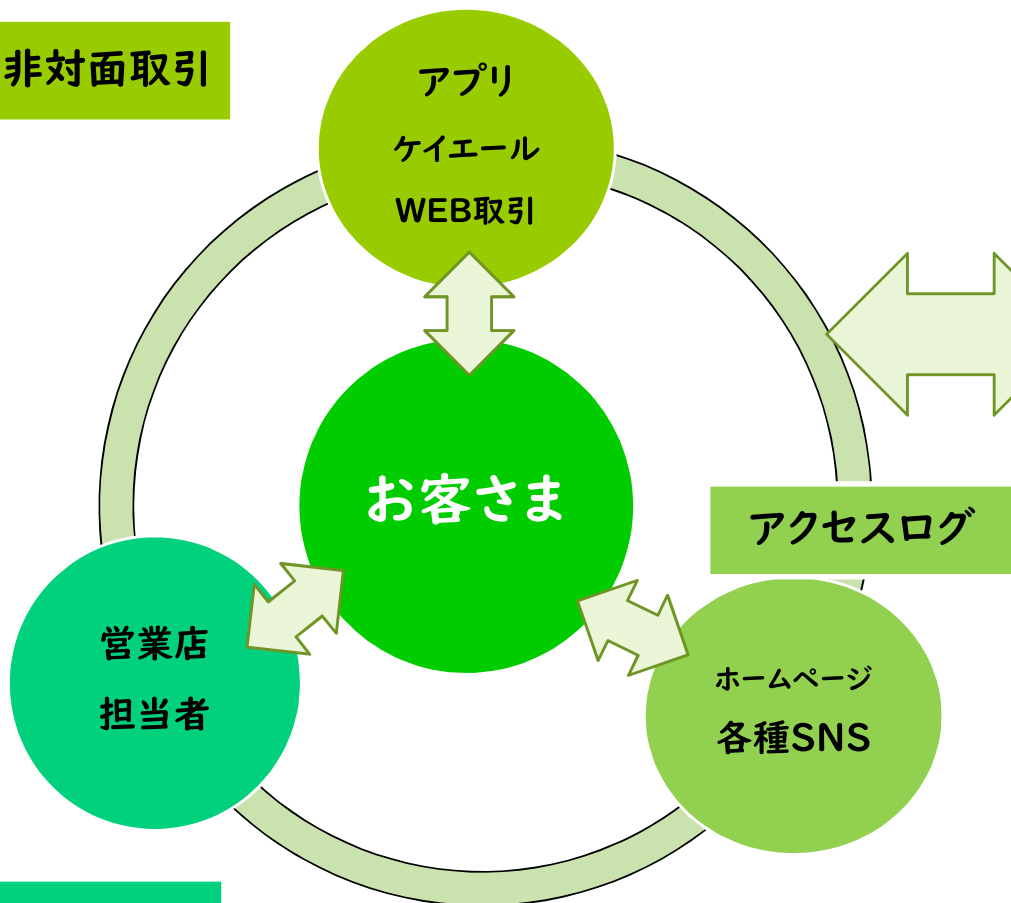 非対面取引
アプリ
ケイエール
WEB取引
お客さま
アクセスログ
営業店
担当者
ホームページ
各種SNS